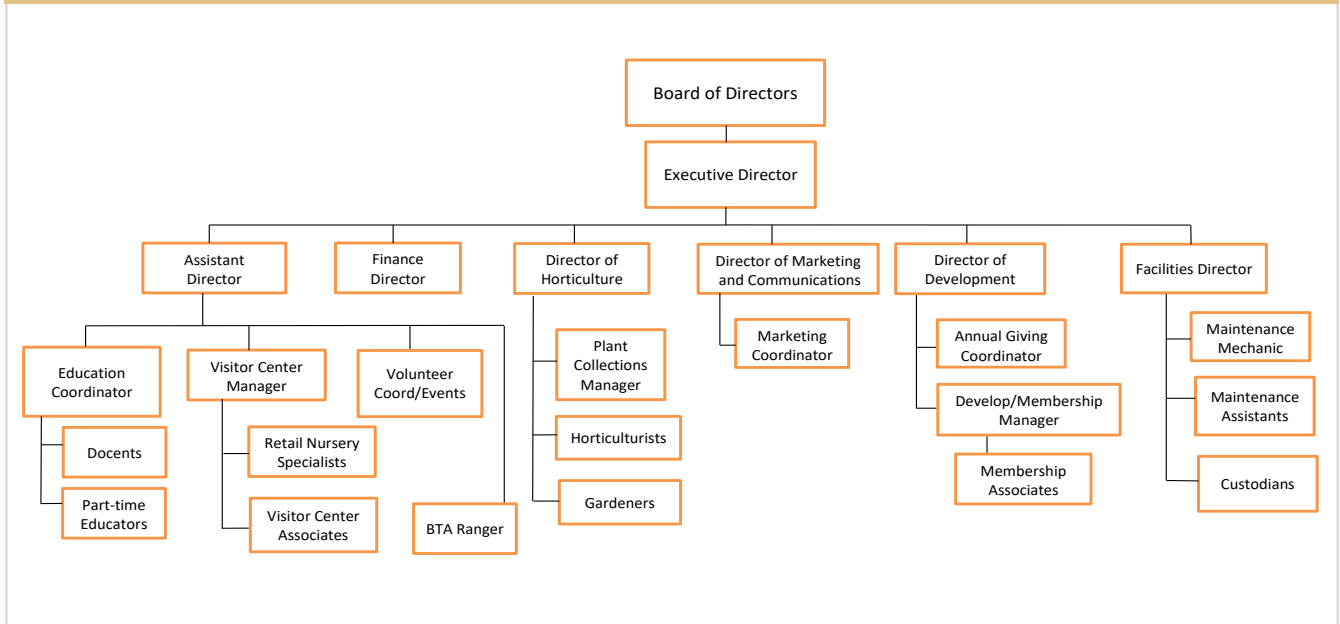 Board of Directors
Executive Director
Assistant
Director
Finance
Director
Director of
Horticulture
Director of Marketing
and Communications
Director of
Development
Facilities Director
Education
Coordinator
Visitor Center
Manager
Volunteer
Coord/Events
Plant
Collections
Manager
Marketing
Coordinator
Annual Giving
Coordinator
Maintenance
Mechanic
Docents
Retail Nursery
Specialists
Horticulturists
Develop/Membership
Manager
Maintenance
Assistants
Part-time
Educators
Visitor Center
Associates
BTA Ranger
Gardeners
Membership
Associates
Custodians